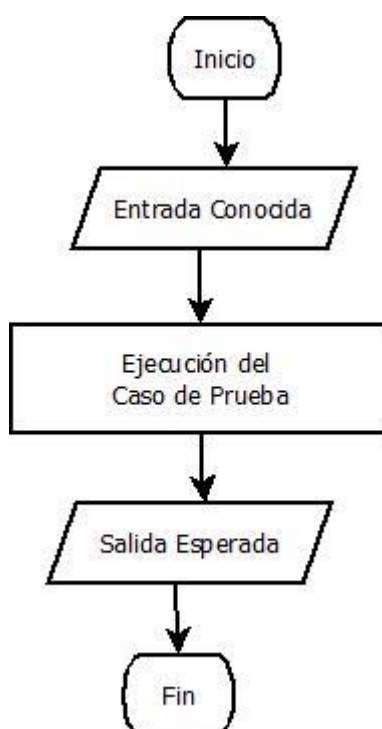 Inicio
Entrada Conocida
Ejecución del
Caso de Prueba
Salida Esperada
Fin